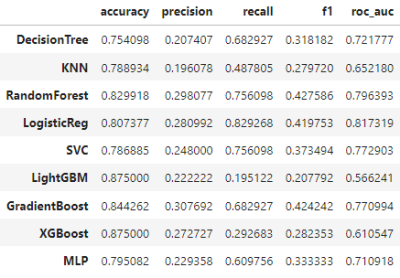 accuracy precision recall f1 roc_auc
DecisionTree 0.754098 0.207407 0.682927 0.318182 0.721777
KNN 0.788934 0.196078 0.487805 0.279720 0.652180
RandomForest 0.829918 0.298077 0.756098 0.427586 0.796393
LogisticReg 0.807377 0.280992 0.829268 0.419753 0.817319
SVC 0.786885 0.248000 0.756098 0.373494 0.772903
LightGBM 0.875000 0.222222 0.195122 0.207792 0.566241
GradientBoost 0.844262 0.307692 0.682927 0.424242 0.770994
XGBoost 0.875000 0.272727 0.292683 0.282353 0.610547
MLP 0.795082 0.229358 0.609756 0.333333 0.710918